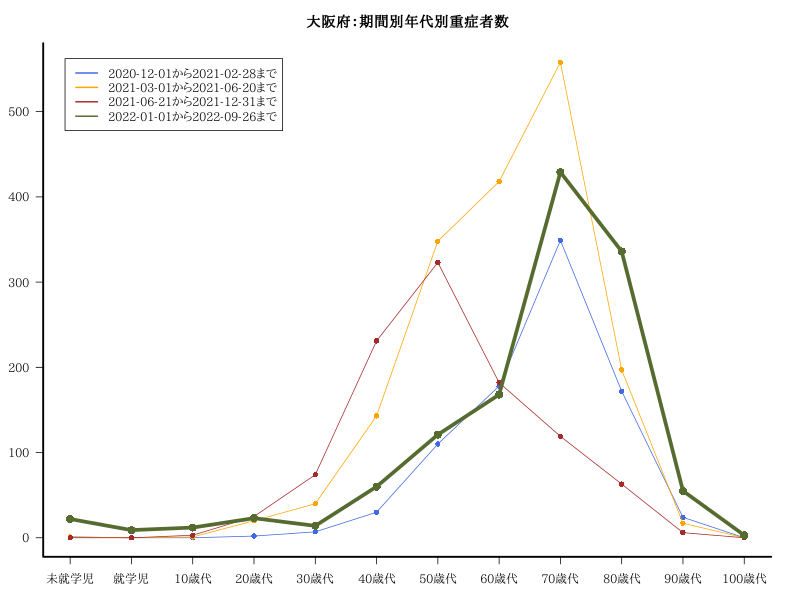 大阪府：期間別年代別重症者数
2020-12-01から2021-02-28まで
2021-03-01から2021-06-20まで
2021-06-21から2021-12-31まで
2022-01-01から2022-09-26まで
500
400
300
200
100
0
未就学児 就学児 10歳代 20歳代 30歳代 40歳代 50歳代 60歳代 70歳代 80歳代 90歳代 100歳代